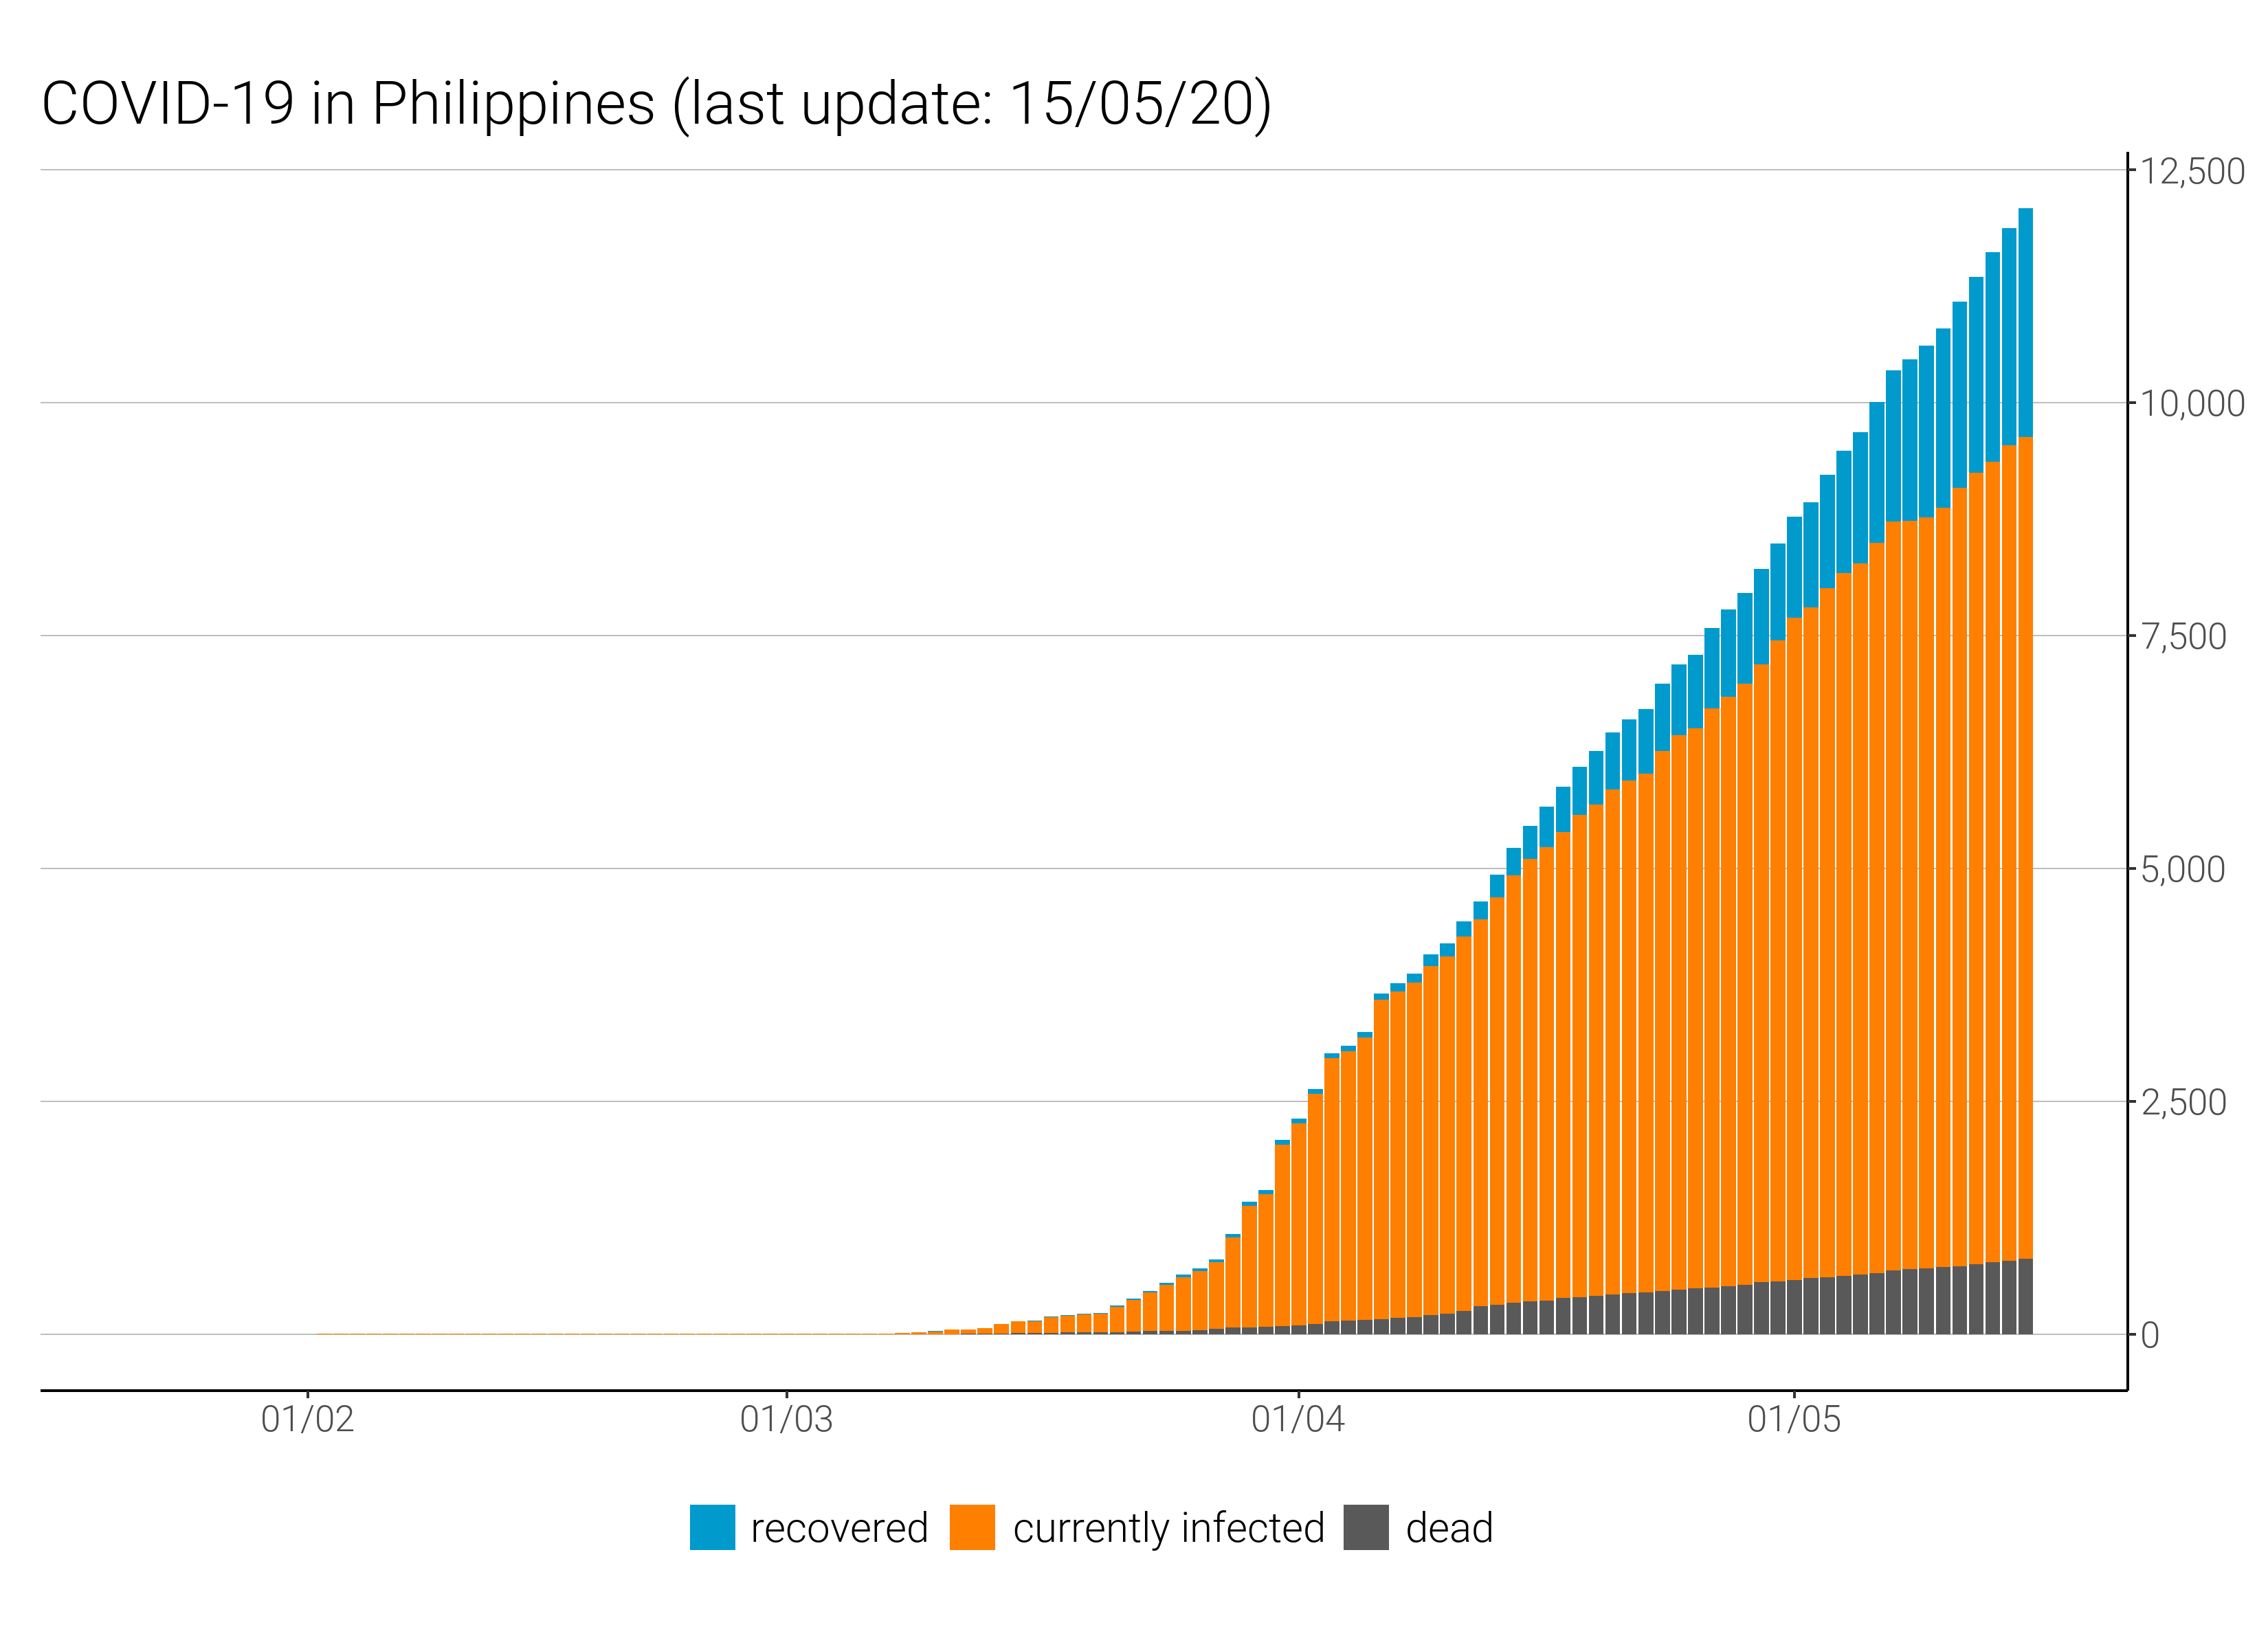 COVID-19 in Philippines (last update: 15/05/20)
12,500
10,000
7,500
5,000
2,500
0
01/02 01/03 01/04 01/05
recovered currently infected dead